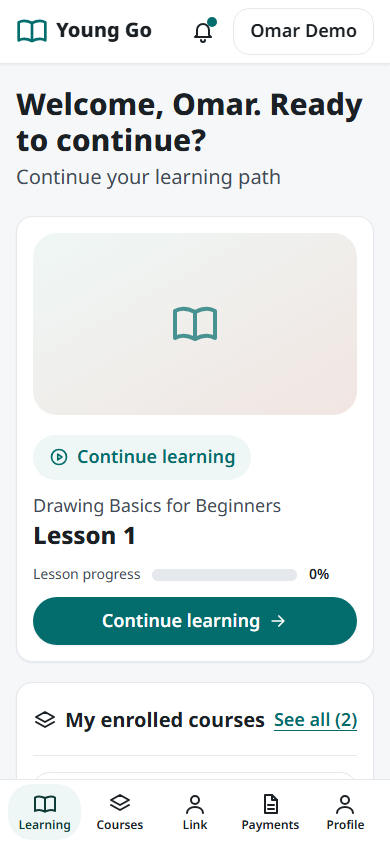 Young Go
Omar Demo
Welcome, Omar. Ready
to continue?
Continue your learning path
Continue learning
Drawing Basics for Beginners
Lesson 1
Lesson progress 0%
Continue learning →
My enrolled courses See all (2)
Learning Courses Link Payments Profile